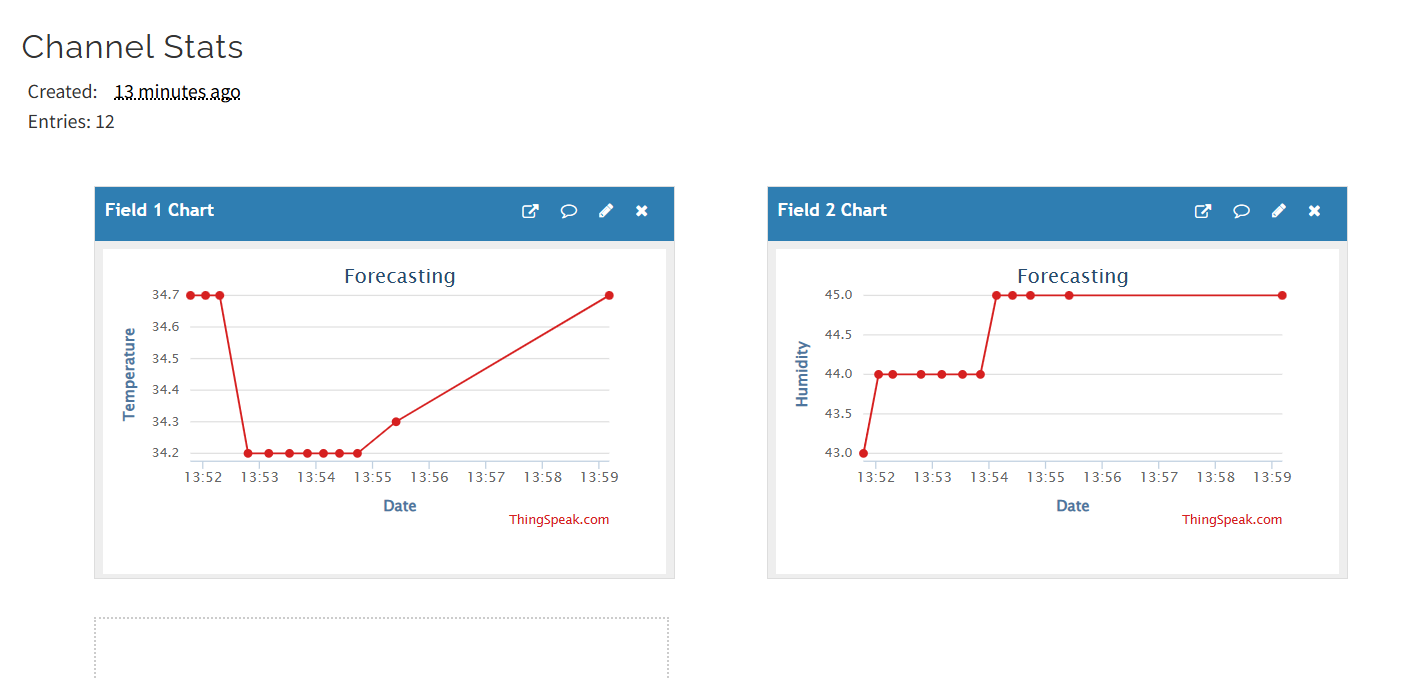 Channel Stats
Created: 13 minutes ago
Entries: 12
Field 1 Chart
Forecasting
34.7
34.6
34.5
34.4
34.3
34.2
Temperature
13:52 13:53 13:54 13:55 13:56 13:57 13:58 13:59
Date
ThingSpeak.com
Field 2 Chart
Forecasting
45.0
44.5
44.0
43.5
43.0
Humidity
13:52 13:53 13:54 13:55 13:56 13:57 13:58 13:59
Date
ThingSpeak.com